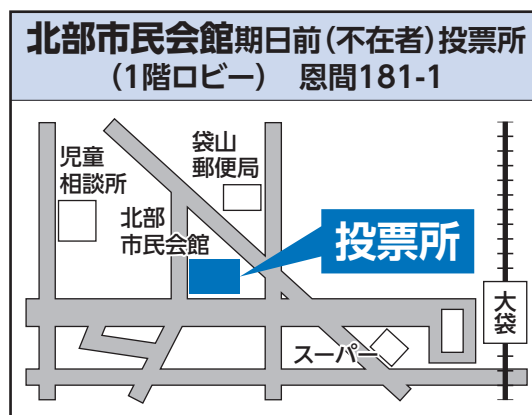 北部市民会館期日前(不在者)投票所
(1階ロビー) 恩間181-1
児童
相談所
袋山
郵便局
北部
市民会館
投票所
大袋
スーパー